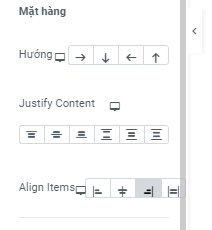 Mặt hàng
Hướng
Justify Content
Align Items